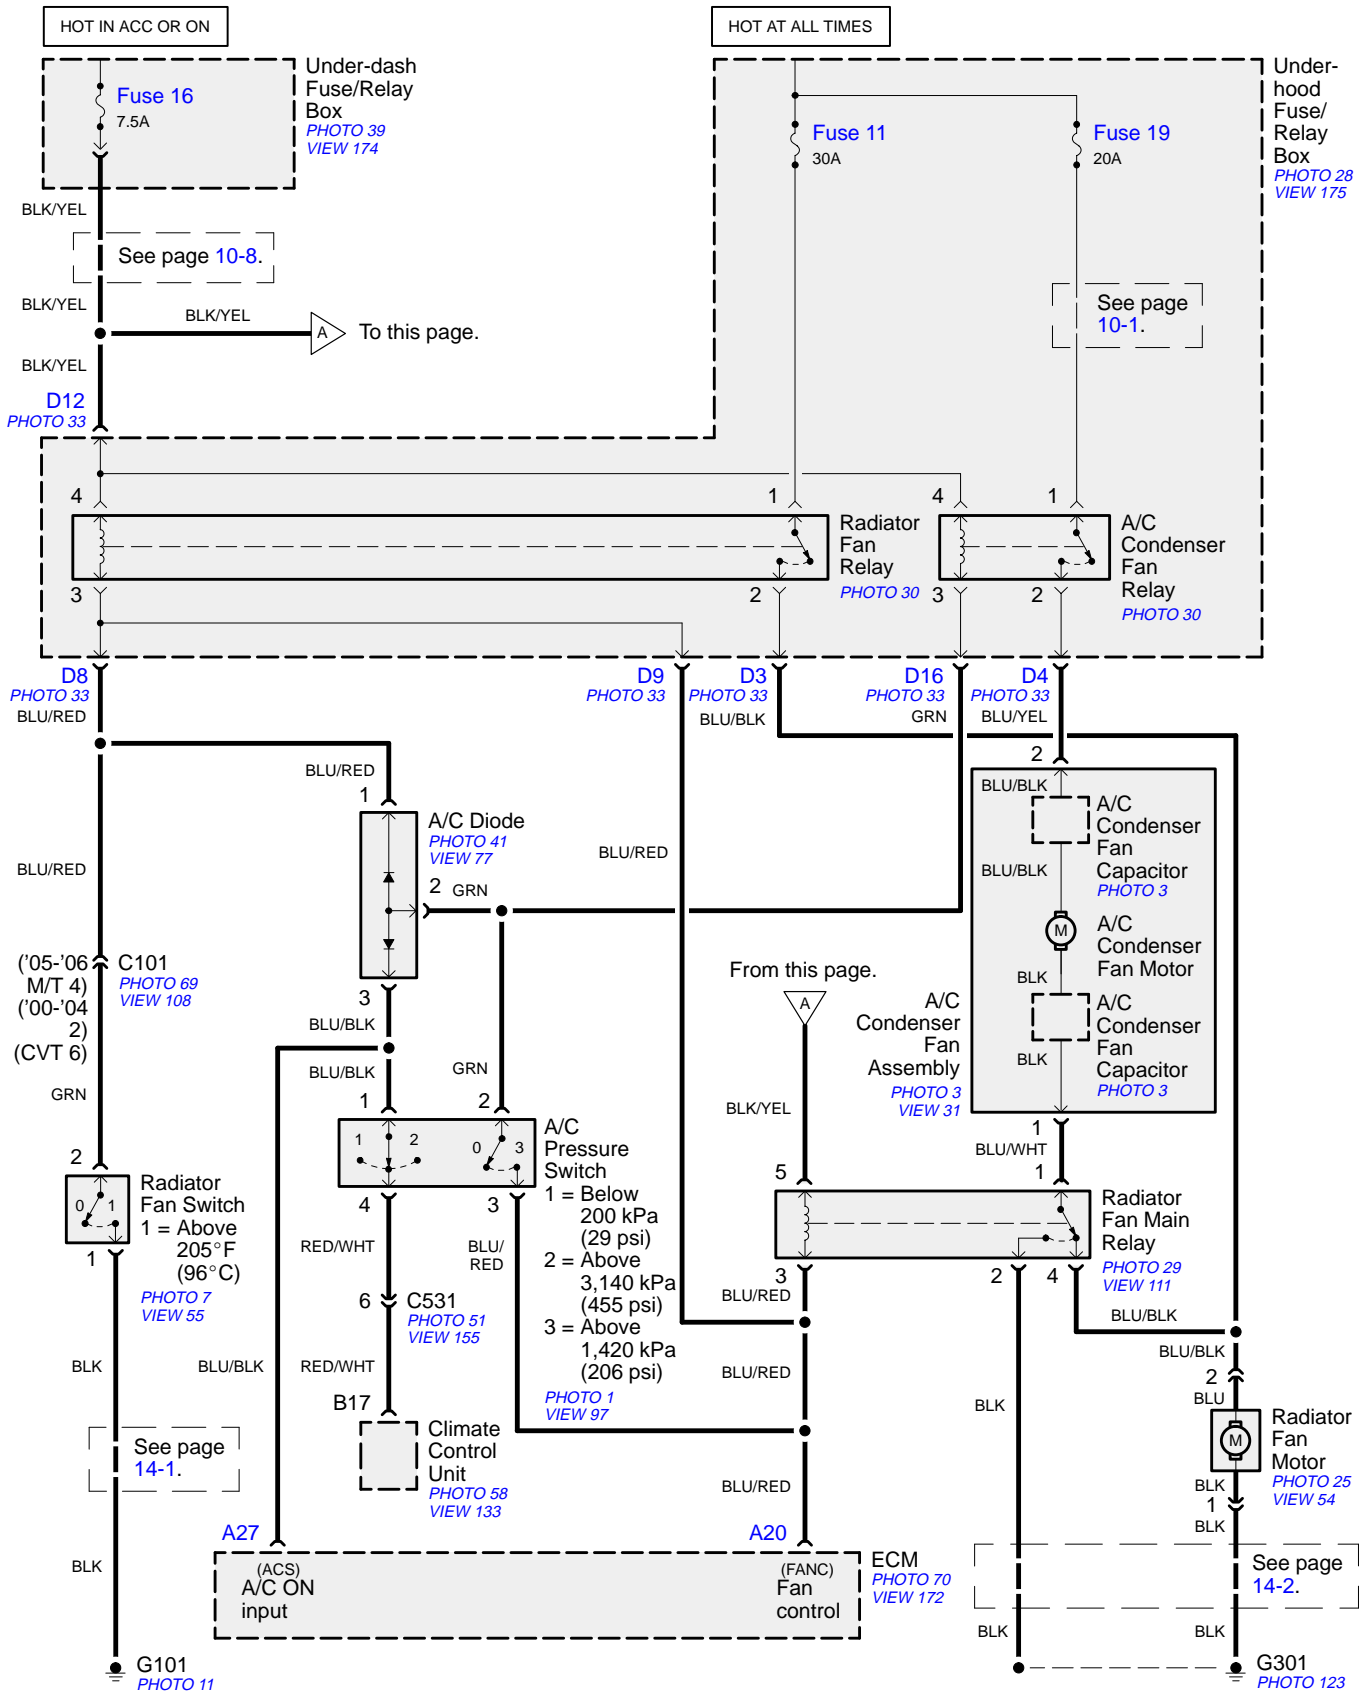 HOT IN ACC OR ON
HOT AT ALL TIMES
Under-dash
Fuse/Relay
Box
PHOTO 39
VIEW 174
Fuse 16
7.5A
Fuse 11
30A
Fuse 19
20A
Under-
hood
Fuse/
Relay
Box
PHOTO 28
VIEW 175
BLK/YEL
See page 10-8.
BLK/YEL
BLK/YEL
A
To this page.
See page
10-1.
BLK/YEL
D12
PHOTO 33
4
1
4
1
Radiator
Fan
Relay
PHOTO 30
A/C
Condenser
Fan
Relay
PHOTO 30
3
2
3
2
D8
PHOTO 33
BLU/RED
D9
PHOTO 33
D3
PHOTO 33
BLU/BLK
D16
PHOTO 33
GRN
D4
PHOTO 33
BLU/YEL
BLU/RED
1
A/C Diode
PHOTO 41
VIEW 77
2
GRN
3
BLU/BLK
BLU/RED
BLU/RED
2
BLU/BLK
A/C
Condenser
Fan
Capacitor
PHOTO 3
BLU/BLK
M
A/C
Condenser
Fan Motor
BLK
A/C
Condenser
Fan
Capacitor
PHOTO 3
BLK
A/C
Condenser
Fan
Assembly
PHOTO 3
VIEW 31
1
BLU/WHT
1
('05-'06
M/T 4)
('00-'04
2)
(CVT 6)
C101
PHOTO 69
VIEW 108
GRN
2
0
1
Radiator
Fan Switch
1 = Above
205°F
(96°C)
PHOTO 7
VIEW 55
1
BLK
See page
14-1.
BLK
G101
PHOTO 11
BLU/BLK
GRN
1
2
1
2
0
3
A/C
Pressure
Switch
1 = Below
200 kPa
(29 psi)
2 = Above
3,140 kPa
(455 psi)
3 = Above
1,420 kPa
(206 psi)
PHOTO 1
VIEW 97
4
3
RED/WHT
BLU/
RED
6
C531
PHOTO 51
VIEW 155
BLU/BLK
RED/WHT
B17
Climate
Control
Unit
PHOTO 58
VIEW 133
From this page.
A
BLK/YEL
5
Radiator
Fan Main
Relay
PHOTO 29
VIEW 111
3
2
4
BLU/RED
BLU/BLK
BLU/RED
BLU/BLK
2
BLU
M
Radiator
Fan
Motor
PHOTO 25
VIEW 54
BLK
BLK
1
BLK
BLU/RED
A27
A20
(ACS)
A/C ON
input
(FANC)
Fan
control
ECM
PHOTO 70
VIEW 172
See page
14-2.
BLK
BLK
G301
PHOTO 123